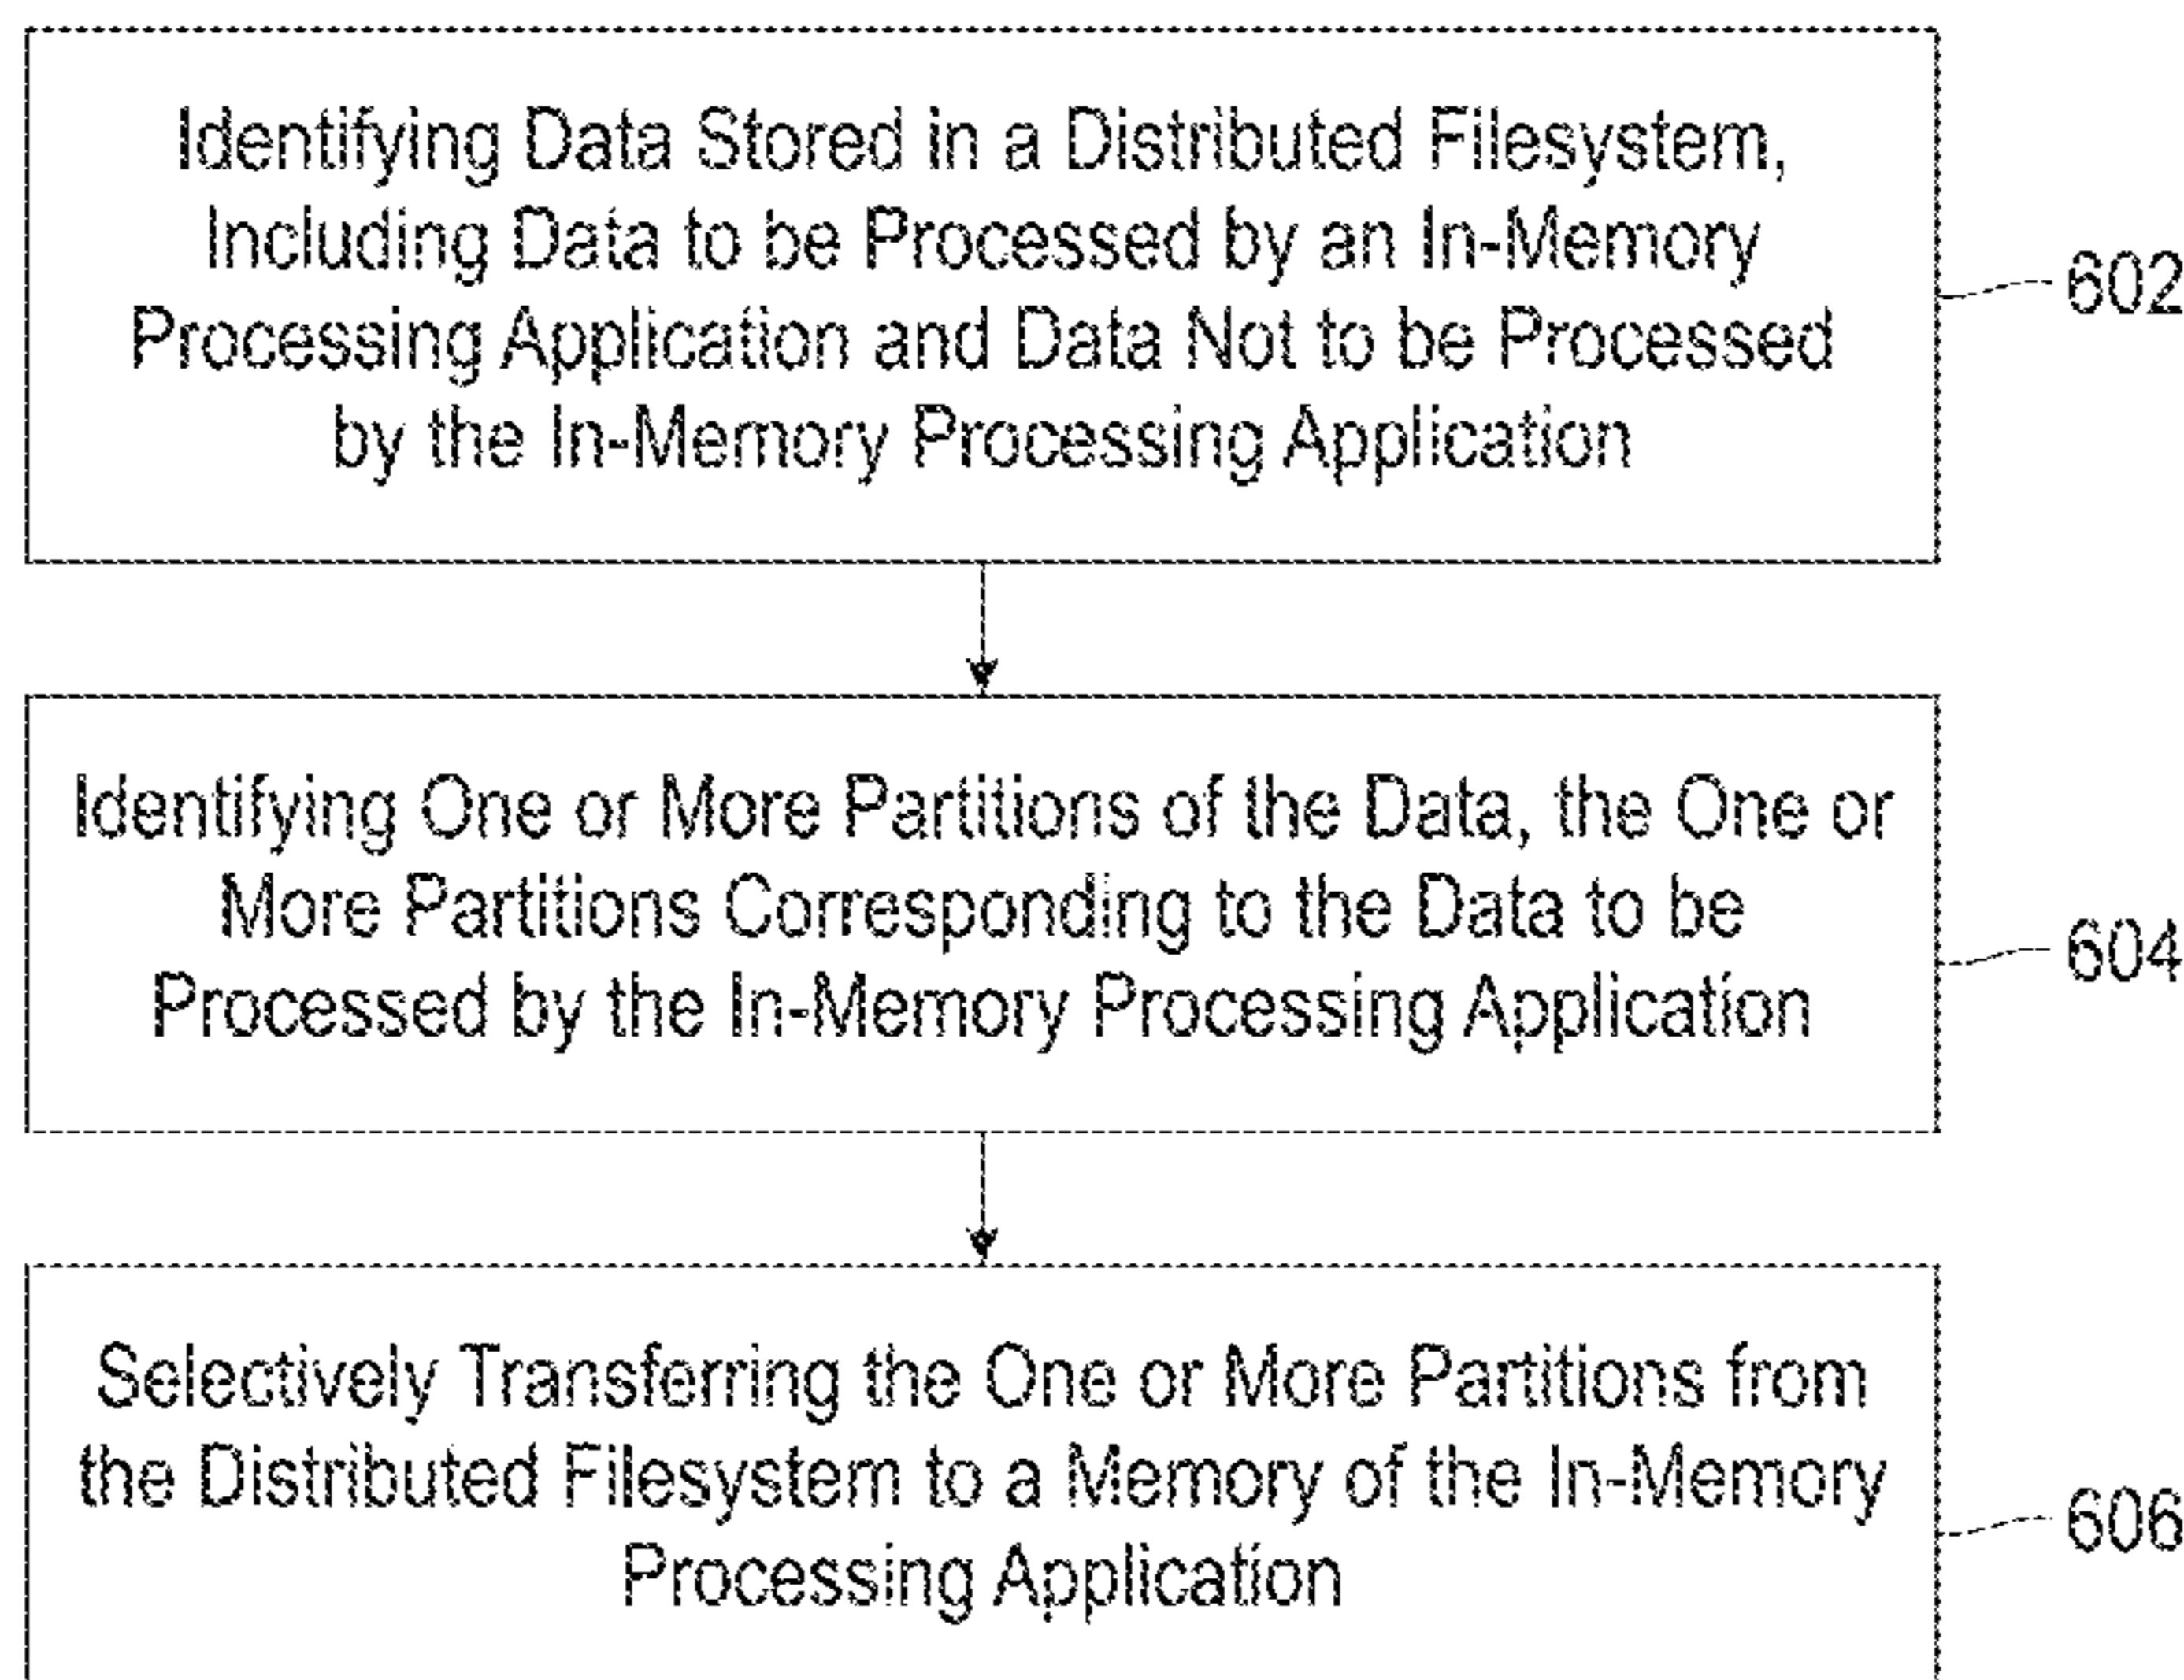 Identifying Data Stored in a Distributed Filesystem,
Including Data to be Processed by an In-Memory
Processing Application and Data Not to be Processed
by the In-Memory Processing Application
602
Identifying One or More Partitions of the Data, the One or
More Partitions Corresponding to the Data to be
Processed by the In-Memory Processing Application
604
Selectively Transferring the One or More Partitions from
the Distributed Filesystem to a Memory of the In-Memory
Processing Application
606